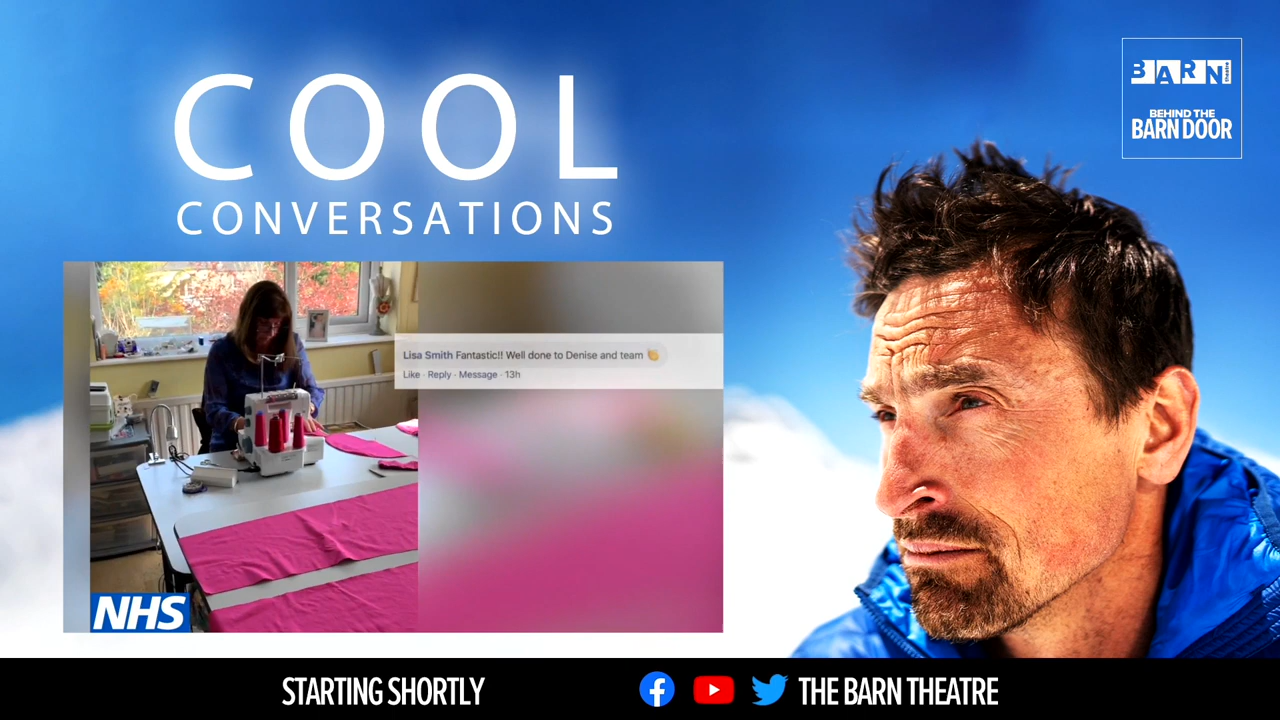 COOL
CONVERSATIONS
BARN
theatre
BEHIND THE
BARN DOOR
Lisa Smith Fantastic!! Well done to Denise and team 👏
Like · Reply · Message · 13h
NHS
STARTING SHORTLY
THE BARN THEATRE